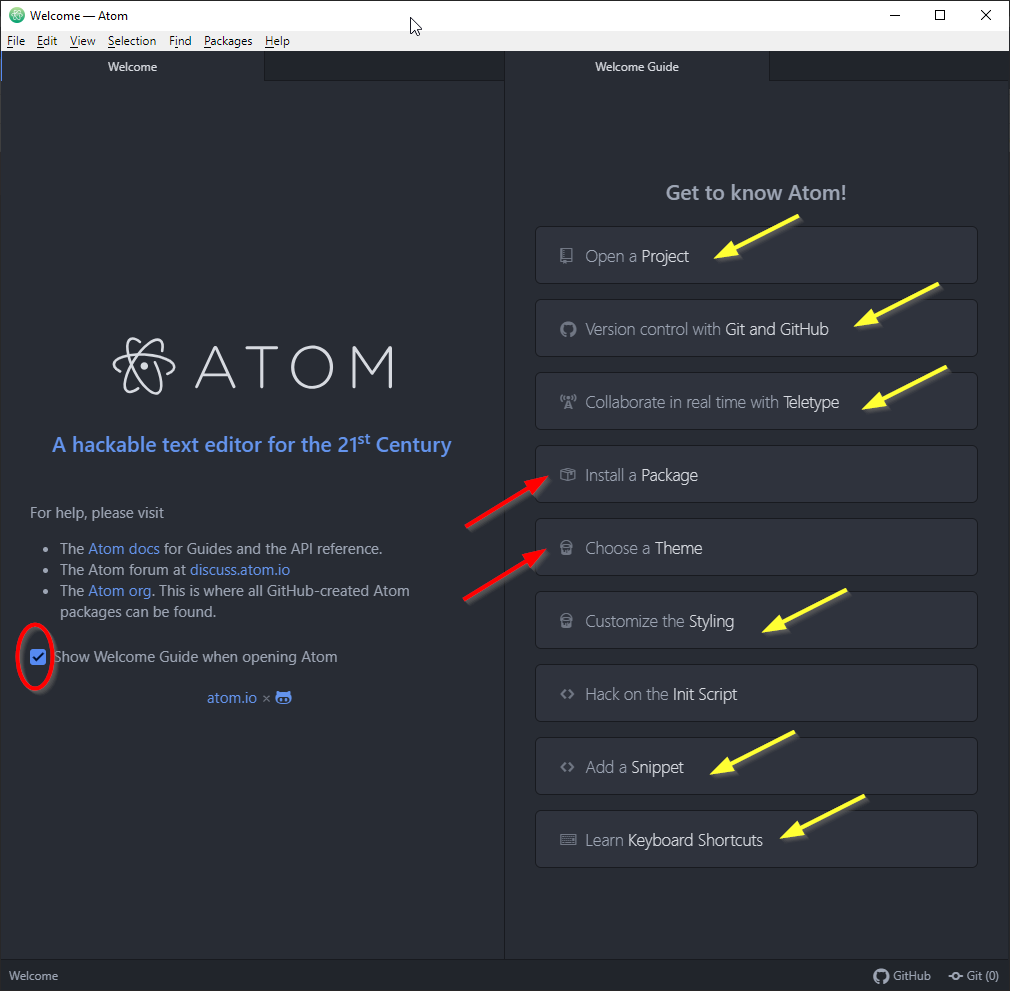 Welcome — Atom
File Edit View Selection Find Packages Help
Welcome
Welcome Guide
ATOM
A hackable text editor for the 21st Century
For help, please visit
• The Atom docs for Guides and the API reference.
• The Atom forum at discuss.atom.io
• The Atom org. This is where all GitHub-created Atom
packages can be found.
Show Welcome Guide when opening Atom
atom.io ×
Get to know Atom!
Open a Project
Version control with Git and GitHub
Collaborate in real time with Teletype
Install a Package
Choose a Theme
Customize the Styling
Hack on the Init Script
Add a Snippet
Learn Keyboard Shortcuts
Welcome
GitHub
Git (0)